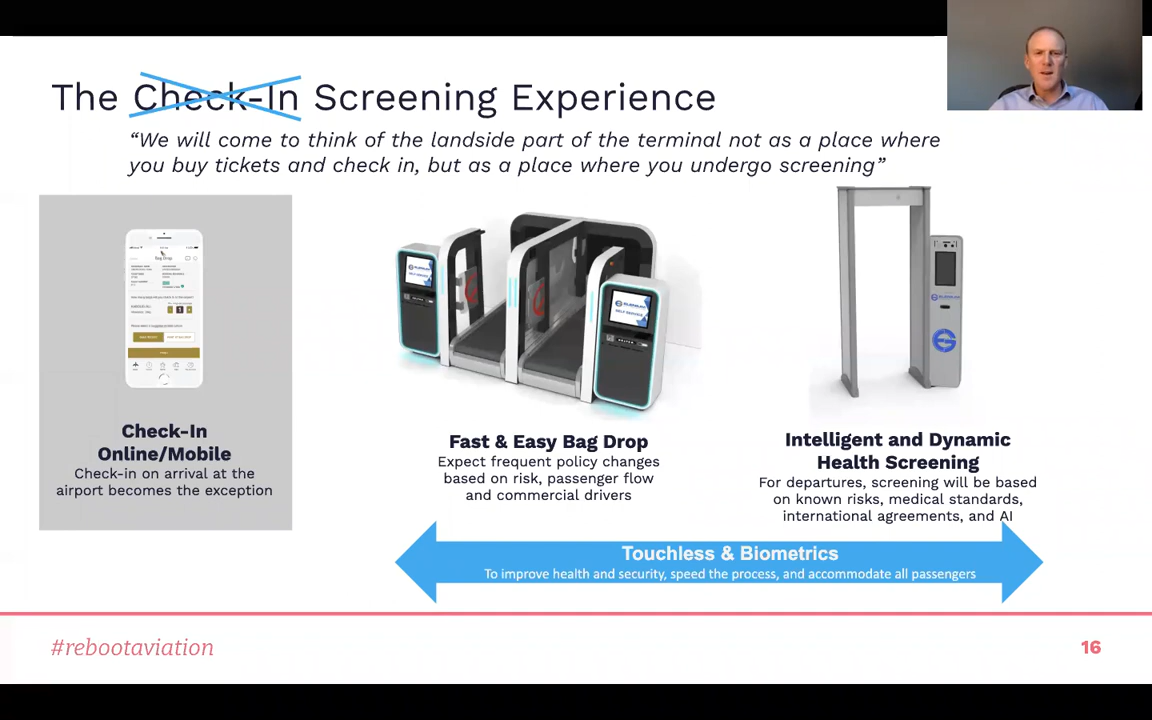 The Check-In Screening Experience
“We will come to think of the landside part of the terminal not as a place where
you buy tickets and check in, but as a place where you undergo screening”
Bag Drop
Check-In
Online/Mobile
Check-in on arrival at the
airport becomes the exception
SELF-SERVICE
Fast & Easy Bag Drop
Expect frequent policy changes
based on risk, passenger flow
and commercial drivers
Intelligent and Dynamic
Health Screening
For departures, screening will be based
on known risks, medical standards,
international agreements, and AI
Touchless & Biometrics
To improve health and security, speed the process, and accommodate all passengers
#rebootaviation
16